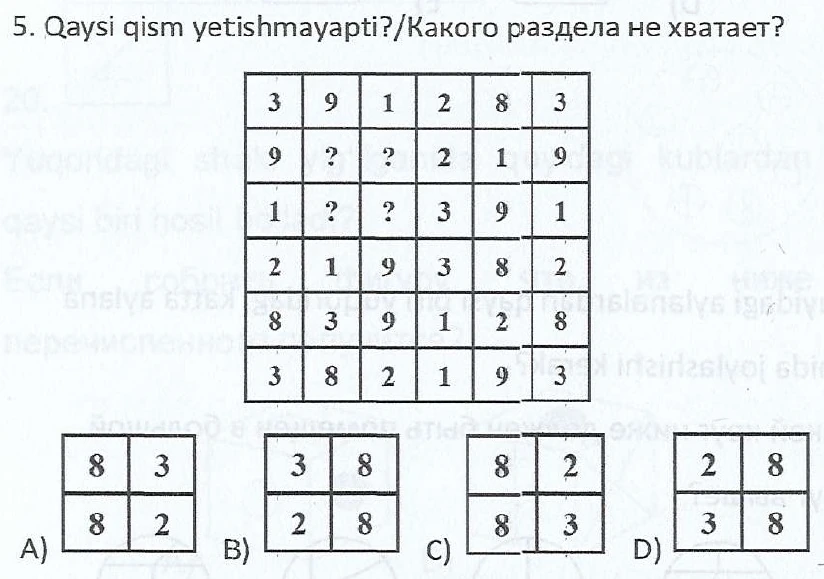 5. Qaysi qism yetishmayapti?/Какого раздела не хватает?
3 9 1 2 8 3
9 ? ? 2 1 9
1 ? ? 3 9 1
2 1 9 3 8 2
8 3 9 1 2 8
3 8 2 1 9 3
8 3 3 8 8 2 2 8
A) 8 2 B) 2 8 C) 8 3 D) 3 8